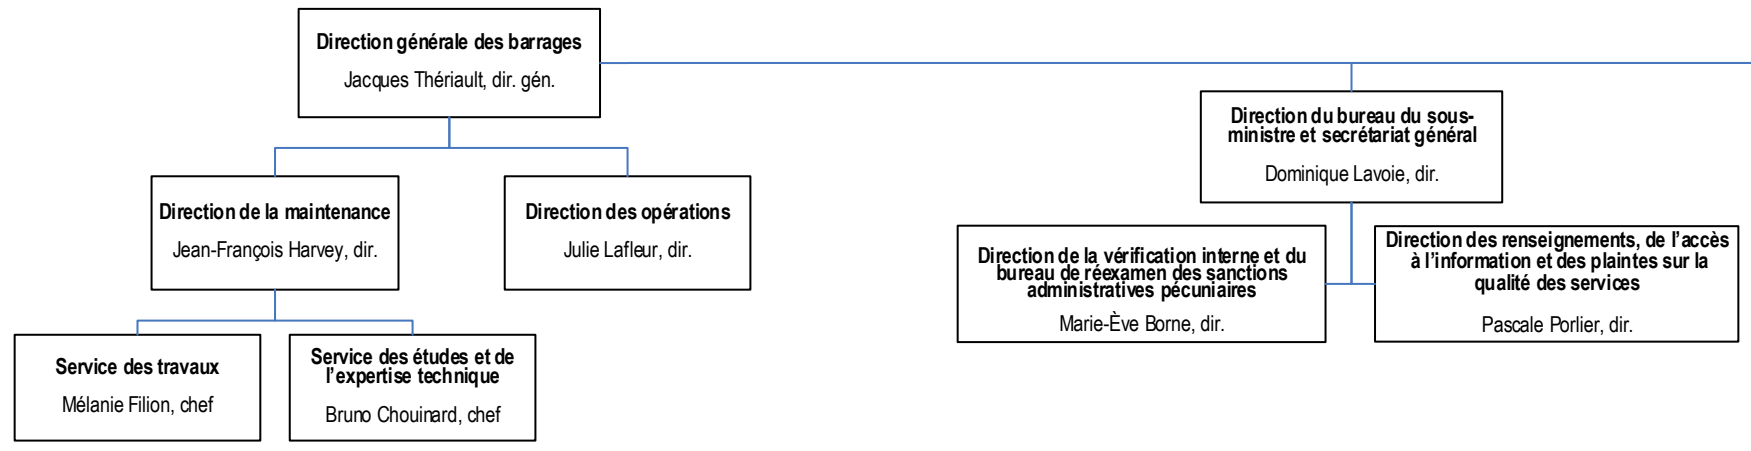 Direction générale des barrages
Jacques Thériault, dir. gén.
Direction du bureau du sous-
ministre et secrétariat général
Dominique Lavoie, dir.
Direction de la maintenance
Jean-François Harvey, dir.
Direction des opérations
Julie Lafleur, dir.
Direction de la vérification interne et du
bureau de réexamen des sanctions
administratives pécuniaires
Marie-Ève Borne, dir.
Direction des renseignements, de l’accès
à l’information et des plaintes sur la
qualité des services
Pascale Porlier, dir.
Service des travaux
Mélanie Filion, chef
Service des études et de
l’expertise technique
Bruno Chouinard, chef